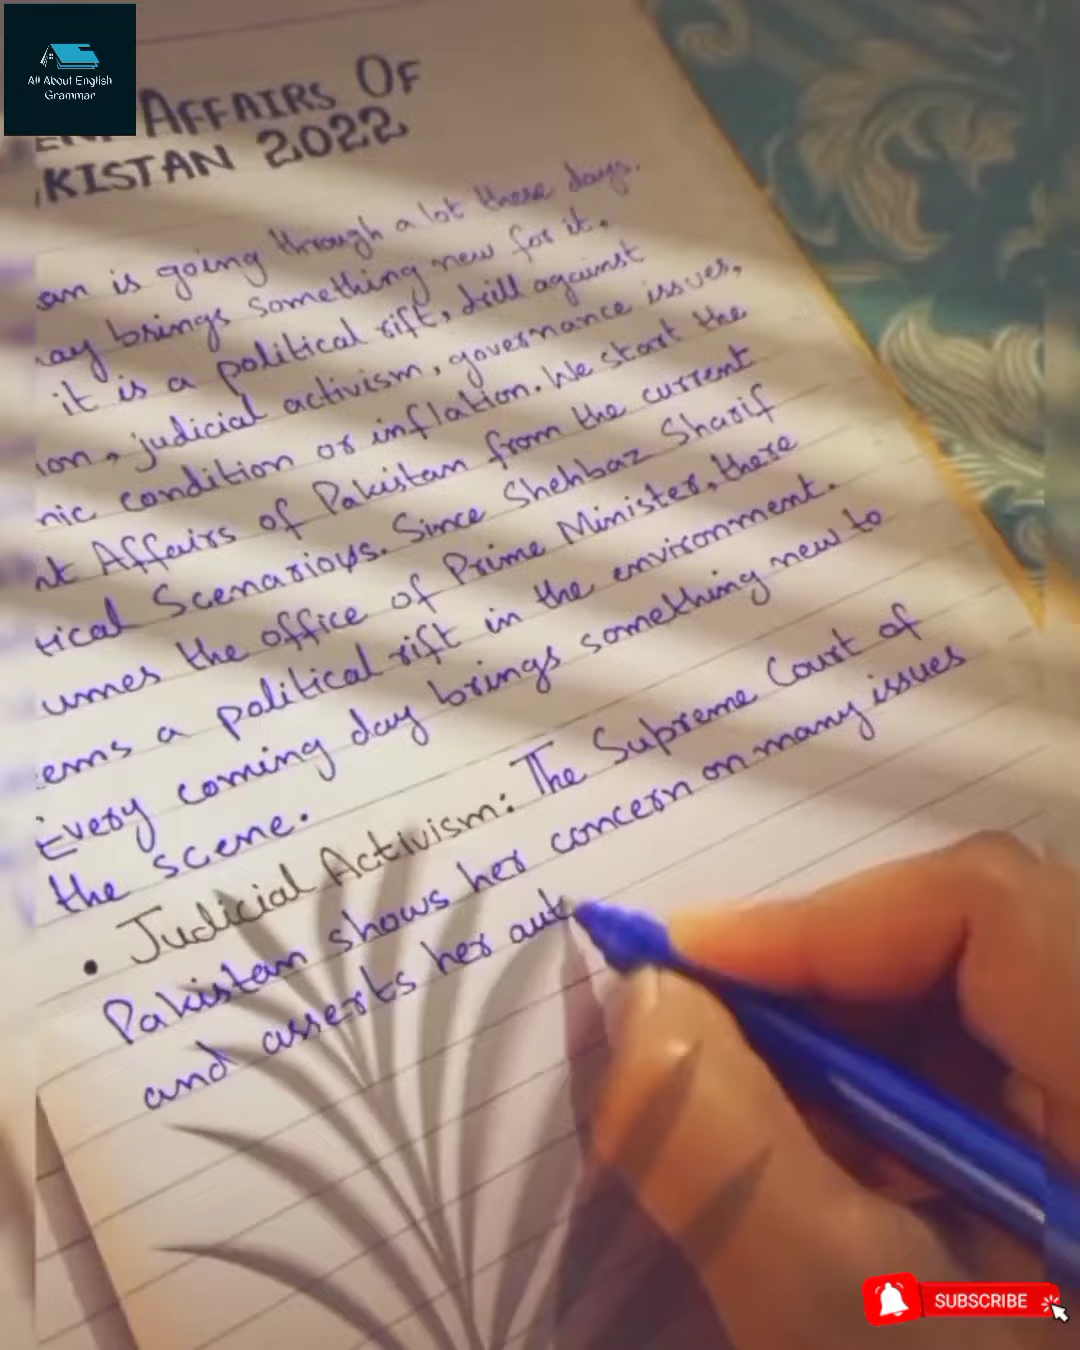 All About English
Grammar
AFFAIRS OF
KISTAN 2022
an is going through a lot these days.
ay brings something new for it.
it is a political rift, drill against
ion, judicial activism, governance issues,
nic condition or inflation. We start the
nt Affairs of Pakistan from the current
tical Scenarioys. Since Shehbaz Sharif
umes the office of Prime Minister, there
ems a political rift in the environment.
Every coming day brings something new to
the scene.
• Judicial Activism: The Supreme Court of
Pakistan shows her concern on many issues
and asserts her aut
SUBSCRIBE